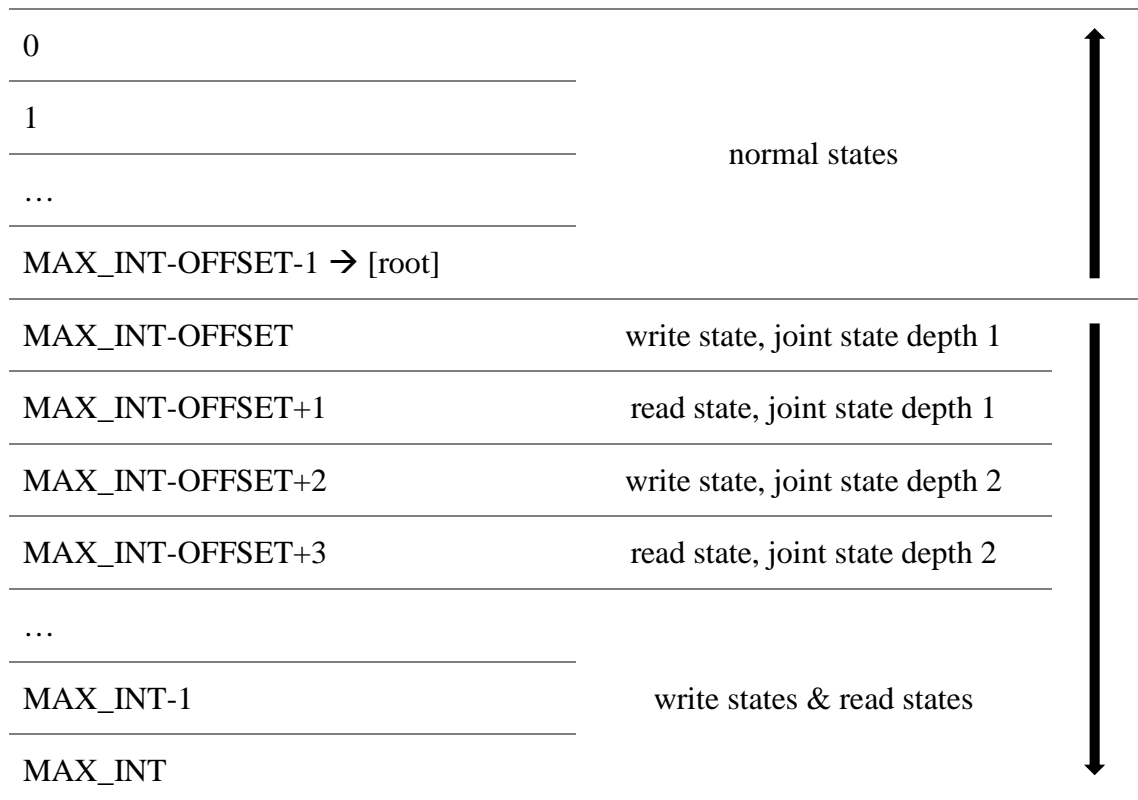 0
1
normal states
…
MAX_INT-OFFSET-1 → [root]
MAX_INT-OFFSET write state, joint state depth 1
MAX_INT-OFFSET+1 read state, joint state depth 1
MAX_INT-OFFSET+2 write state, joint state depth 2
MAX_INT-OFFSET+3 read state, joint state depth 2
…
MAX_INT-1 write states & read states
MAX_INT